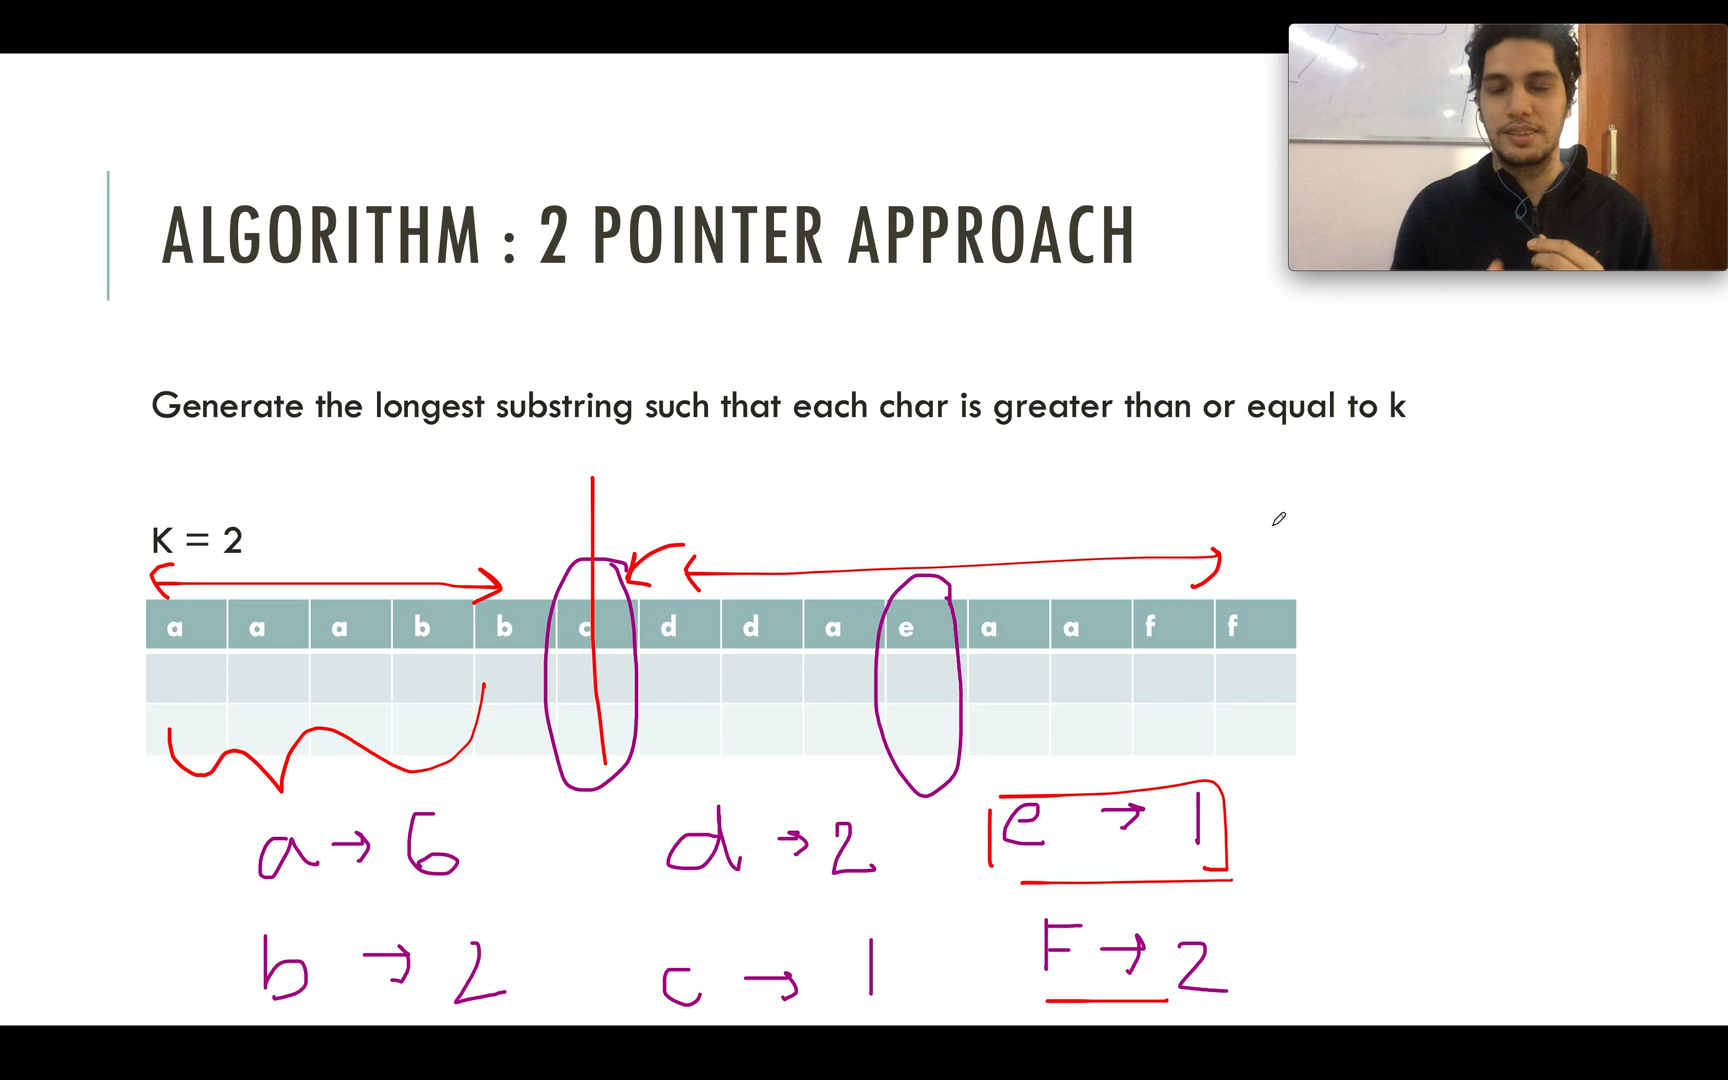 ALGORITHM : 2 POINTER APPROACH
Generate the longest substring such that each char is greater than or equal to k
K = 2
a a a b b c d d a e a a f f
a → 6 d → 2 e → 1
b → 2 c → 1 F → 2